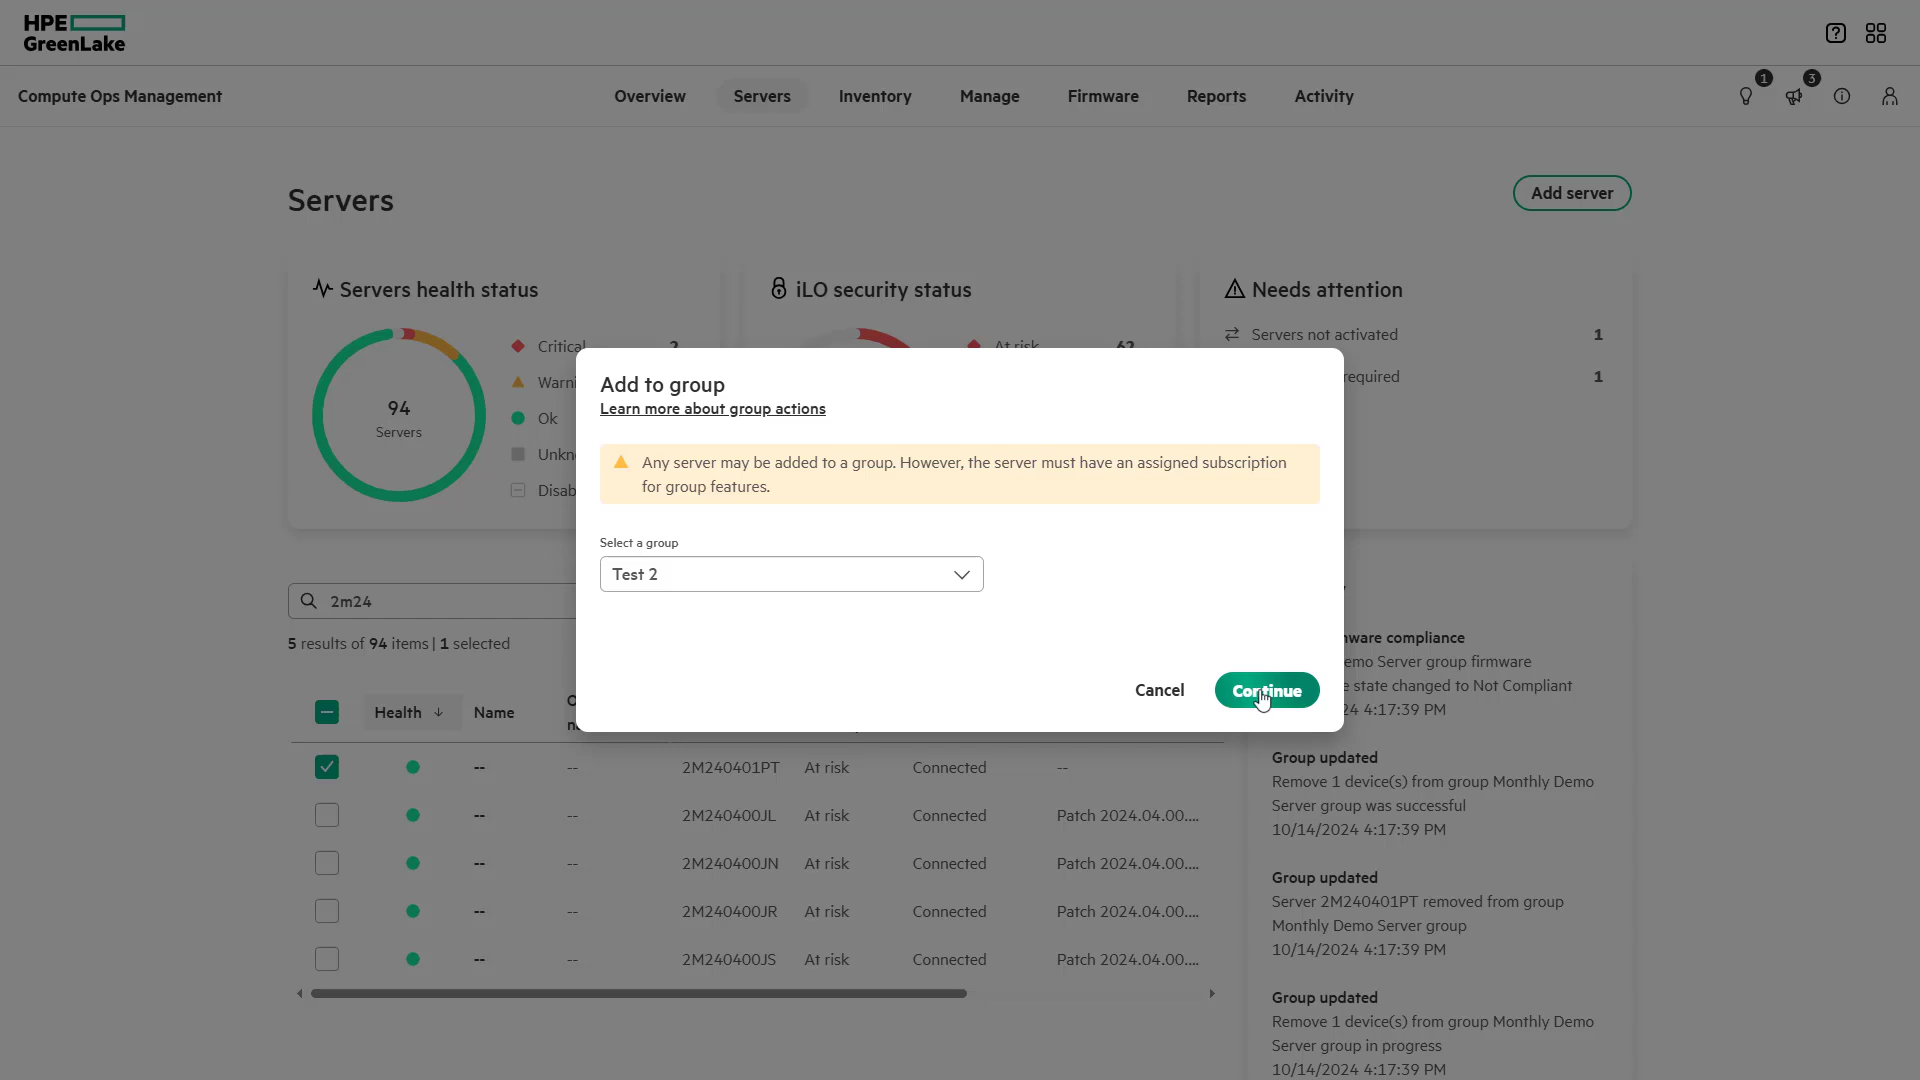 HPE
GreenLake
Compute Ops Management
Overview
Servers
Inventory
Manage
Firmware
Reports
Activity
1
3
Servers
Add server
Servers health status
94
Servers
Critical
2
Warni
Ok
Unkn
Disab
iLO security status
At risk
62
Needs attention
Servers not activated
1
required
1
Add to group
Learn more about group actions
Any server may be added to a group. However, the server must have an assigned subscription
for group features.
Select a group
Test 2
Cancel
Continue
2m24
5 results of 94 items | 1 selected
Health
Name
2M240401PT At risk Connected --
-- --
2M240400JL At risk Connected Patch 2024.04.00....
-- --
2M240400JN At risk Connected Patch 2024.04.00....
-- --
2M240400JR At risk Connected Patch 2024.04.00....
-- --
2M240400JS At risk Connected Patch 2024.04.00....
-- --
ware compliance
emo Server group firmware
e state changed to Not Compliant
24 4:17:39 PM
Group updated
Remove 1 device(s) from group Monthly Demo
Server group was successful
10/14/2024 4:17:39 PM
Group updated
Server 2M240401PT removed from group
Monthly Demo Server group
10/14/2024 4:17:39 PM
Group updated
Remove 1 device(s) from group Monthly Demo
Server group in progress
10/14/2024 4:17:39 PM